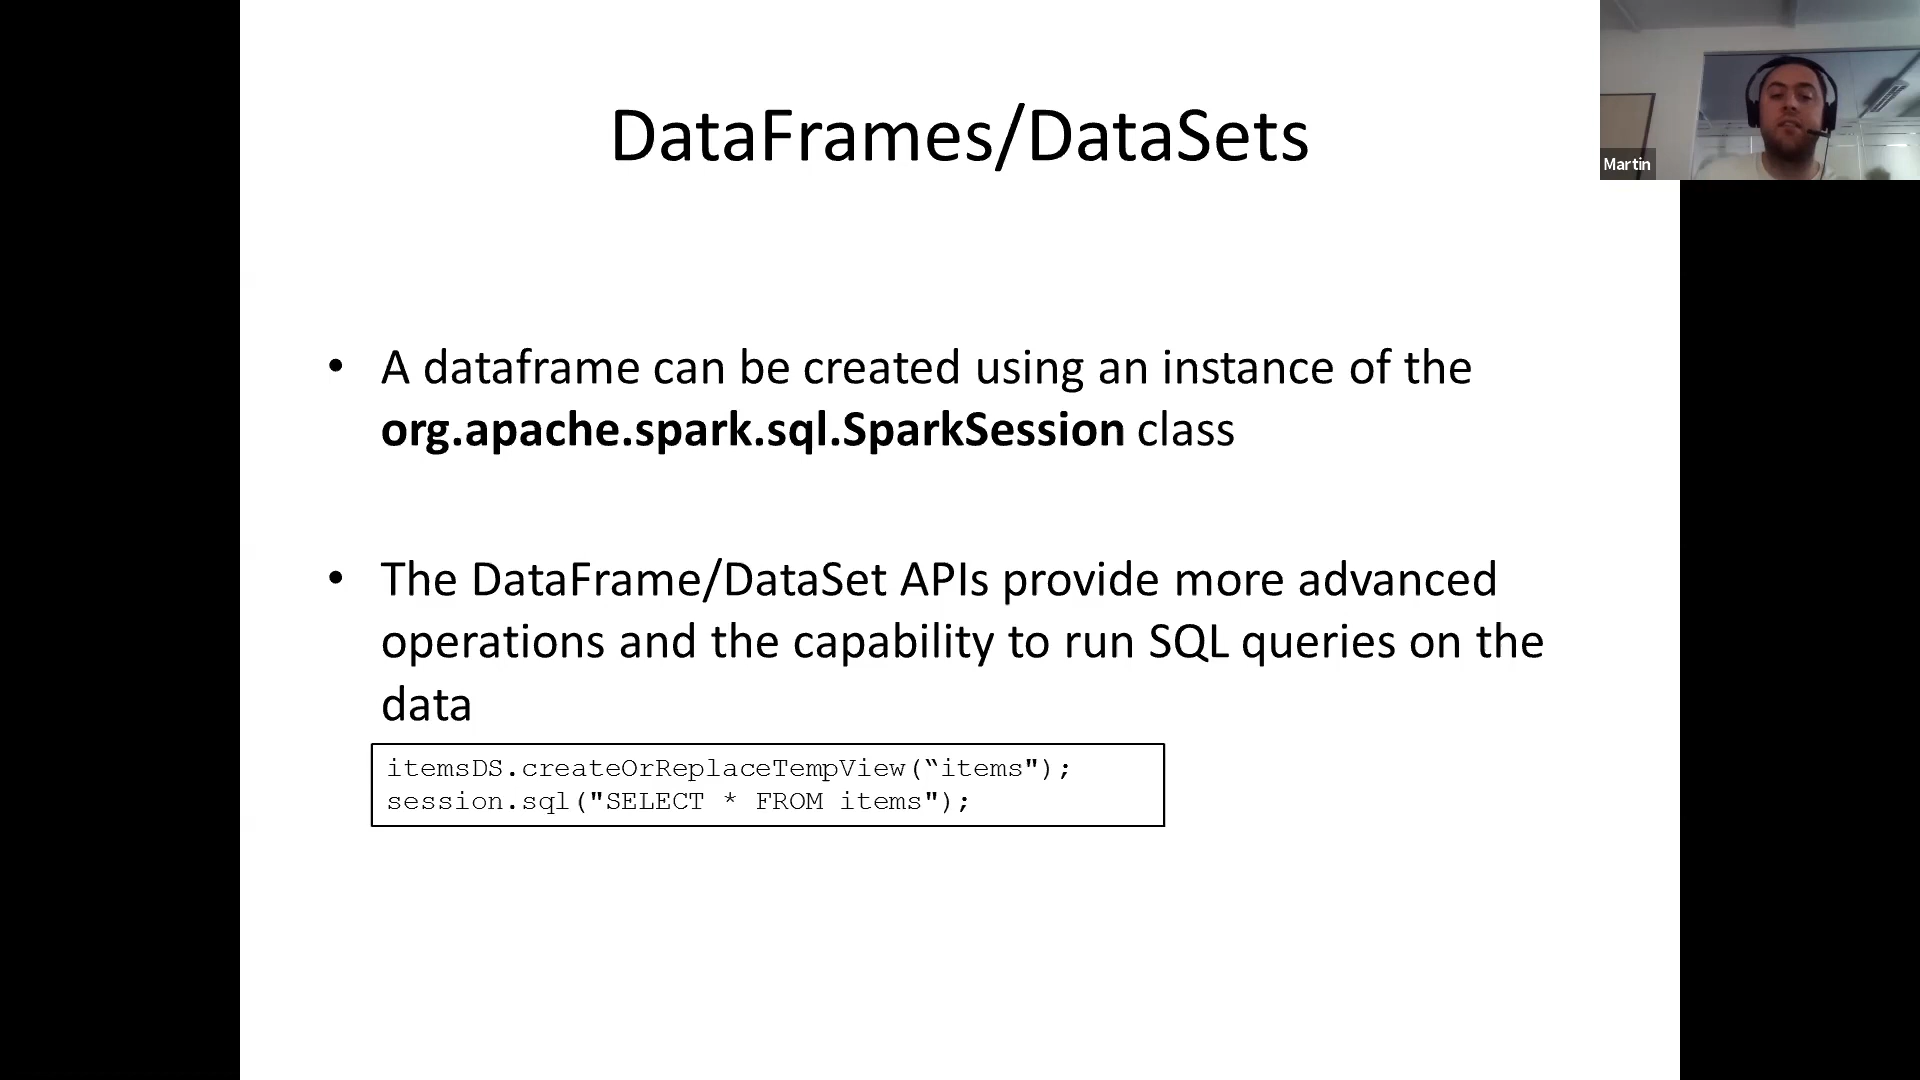 DataFrames/DataSets
Martin
• A dataframe can be created using an instance of the
org.apache.spark.sql.SparkSession class
• The DataFrame/DataSet APIs provide more advanced
operations and the capability to run SQL queries on the
data
itemsDS.createOrReplaceTempView(“items");
session.sql("SELECT * FROM items");